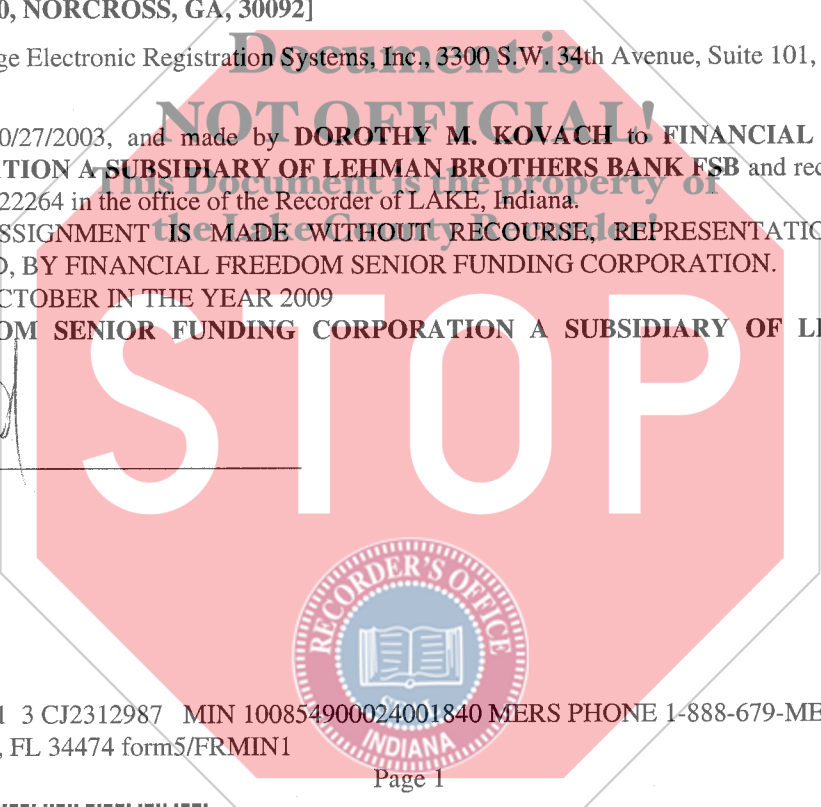 0, NORCROSS, GA, 30092]
ge Electronic Registration Systems, Inc., 3300 S.W. 34th Avenue, Suite 101,
Document is
NOT OFFICIAL!
This Document is the property of
the Lake County Recorder!
0/27/2003, and made by DOROTHY M. KOVACH to FINANCIAL
TION A SUBSIDIARY OF LEHMAN BROTHERS BANK FSB and rec
22264 in the office of the Recorder of LAKE, Indiana.
SSIGNMENT IS MADE WITHOUT RECOURSE, REPRESENTATIO
, BY FINANCIAL FREEDOM SENIOR FUNDING CORPORATION.
CTOBER IN THE YEAR 2009
OM SENIOR FUNDING CORPORATION A SUBSIDIARY OF LE
STOP
RECORDER'S OFFICE
INDIANA
1 3 CJ2312987 MIN 100854900024001840 MERS PHONE 1-888-679-ME
, FL 34474 form5/FRMIN1
Page 1